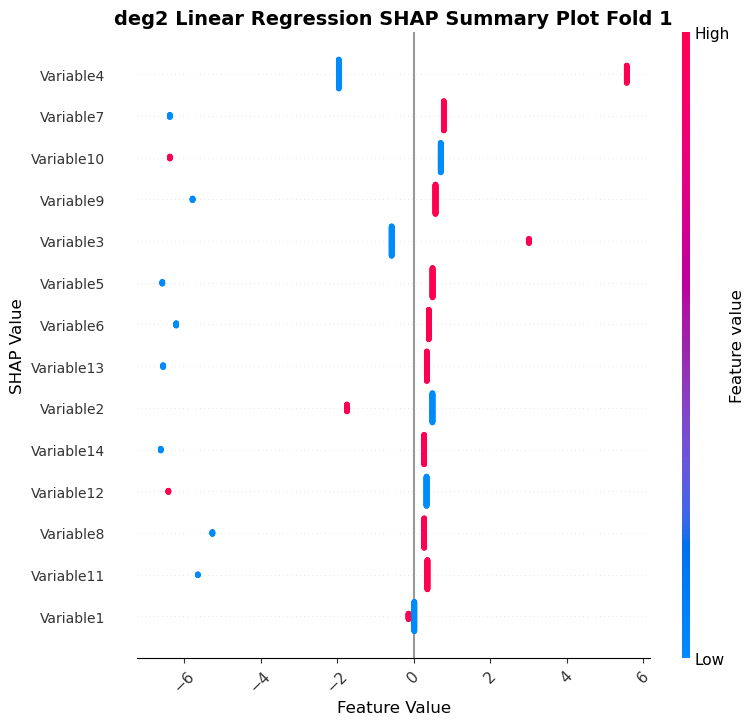 deg2 Linear Regression SHAP Summary Plot Fold 1
High
Variable4
Variable7
Variable10
Variable9
Variable3
Variable5
Variable6
Variable13
Variable2
Variable14
Variable12
Variable8
Variable11
Variable1
SHAP Value
Feature value
Low
−6
−4
−2
0
2
4
6
Feature Value